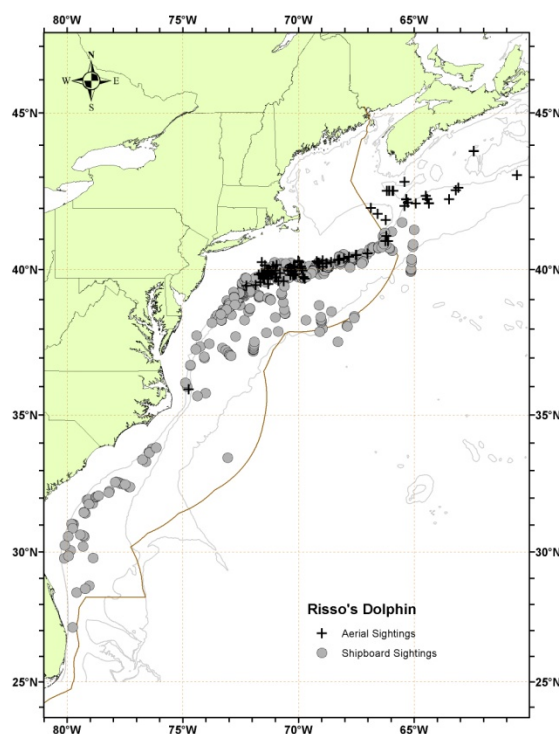 80°W 75°W 70°W 65°W
N
W E
S
45°N 45°N
40°N 40°N
35°N 35°N
30°N 30°N
Risso's Dolphin
Aerial Sightings
Shipboard Sightings
25°N 25°N
80°W 75°W 70°W 65°W